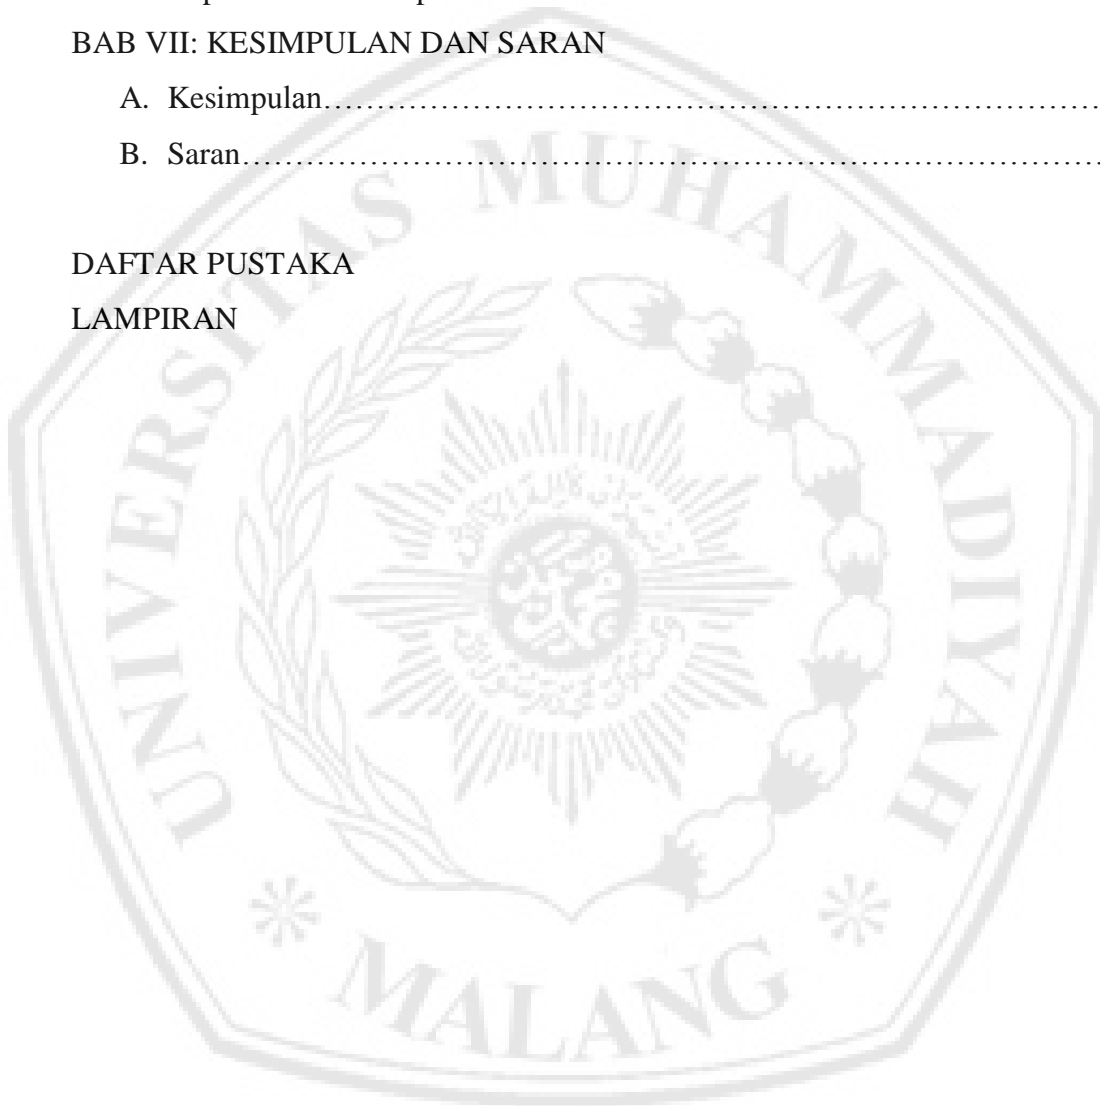 BAB VII: KESIMPULAN DAN SARAN
A. Kesimpulan……………………………………………………………………
B. Saran……………………………………………………………………………
DAFTAR PUSTAKA
LAMPIRAN
UNIVERSITAS MUHAMMADIYAH
MALANG